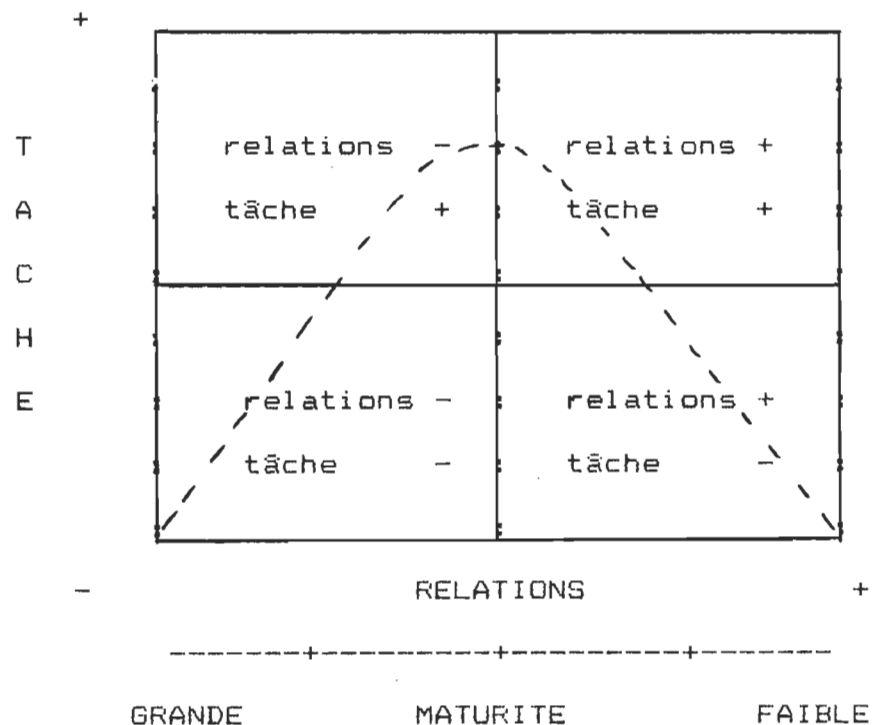 +
T relations - relations +
A tâche + tâche +
C
H
E relations - relations +
tâche - tâche -
- RELATIONS +
----------+-------------+-------------+----------
GRANDE MATURITE FAIBLE